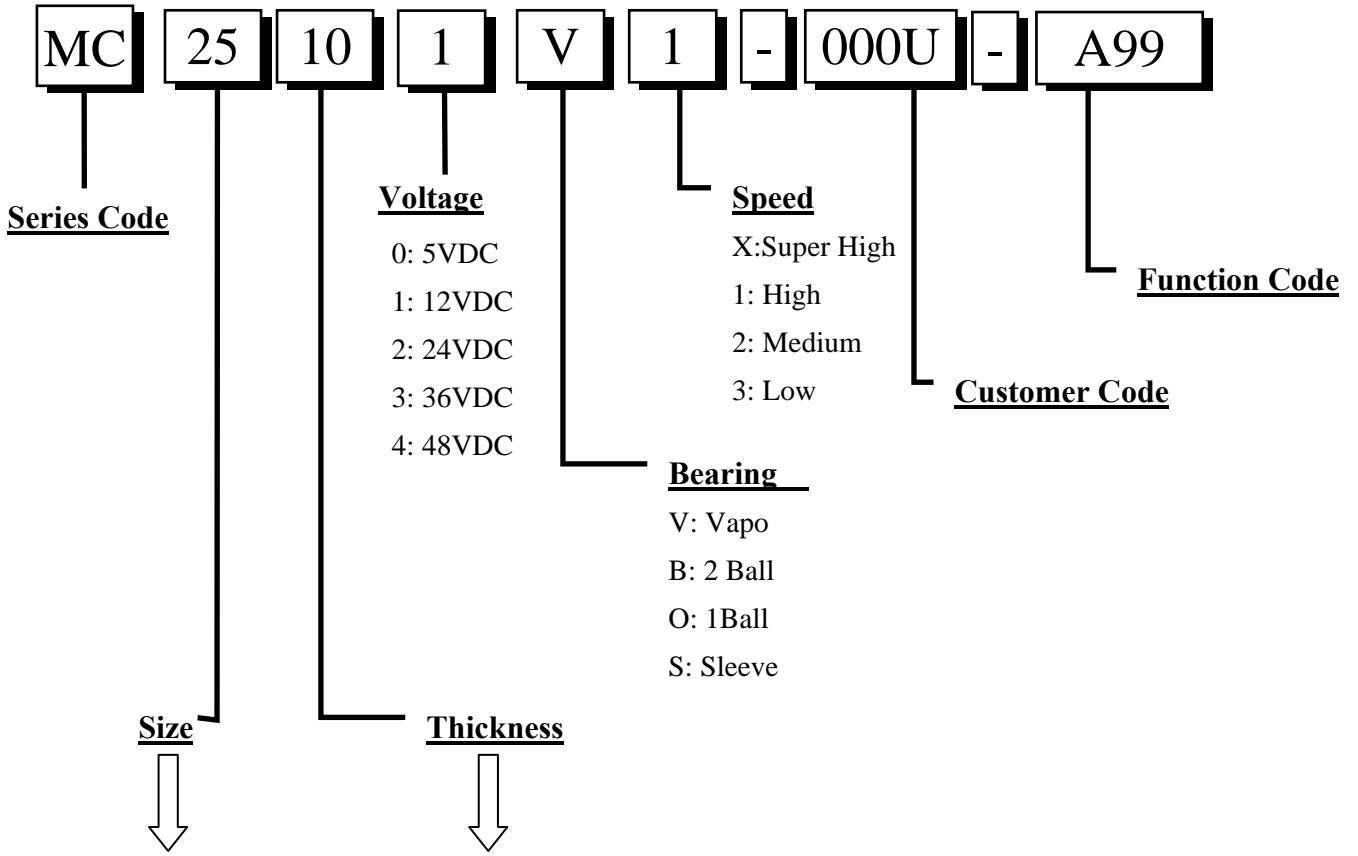 MC 25 10 1 V 1 - 000U - A99
Series Code
Voltage
0: 5VDC
1: 12VDC
2: 24VDC
3: 36VDC
4: 48VDC
Speed
X:Super High
1: High
2: Medium
3: Low
Function Code
Customer Code
Bearing
V: Vapo
B: 2 Ball
O: 1Ball
S: Sleeve
Size
Thickness